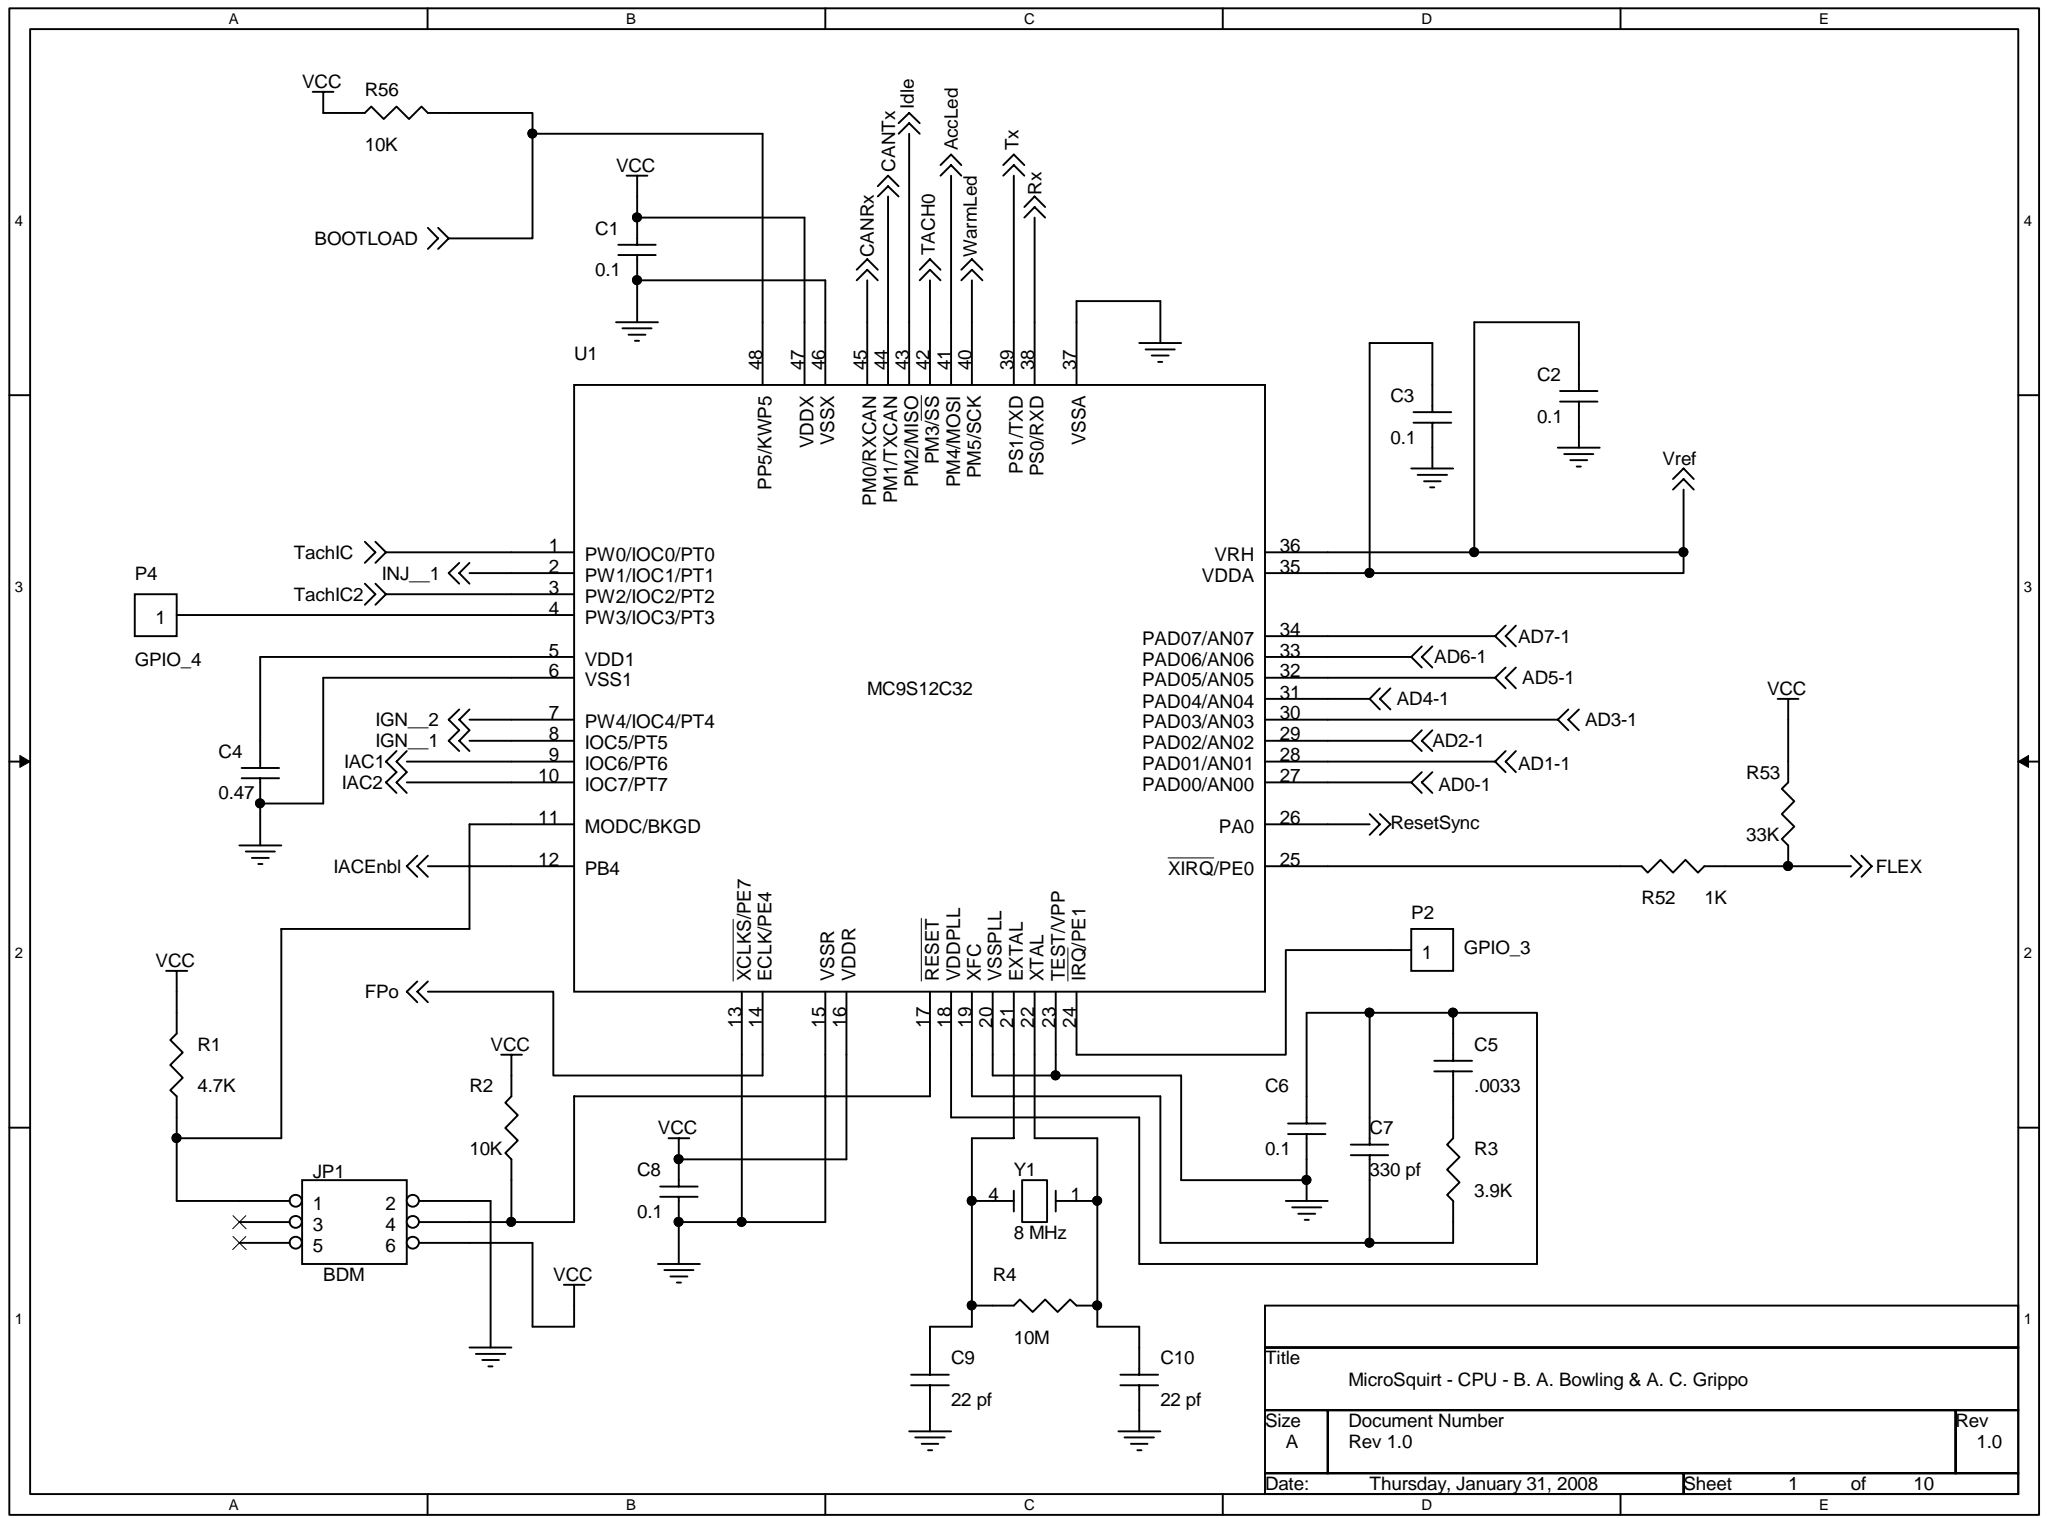 A B C D E
VCC
R56
10K
BOOTLOAD
VCC
C1
0.1
U1
CANRx
CANTx
Idle
TACH0
AccLed
WarmLed
Tx
Rx
48 47 46 45 44 43 42 41 40 39 38 37
PP5/KWP5
VDDX
VSSX
PM0/RXCAN
PM1/TXCAN
PM2/MISO
PM3/SS
PM4/MOSI
PM5/SCK
PS1/TXD
PS0/RXD
VSSA
C3
0.1
C2
0.1
Vref
4 4
TachIC 1 PW0/IOC0/PT0
INJ__1 2 PW1/IOC1/PT1
TachIC2 3 PW2/IOC2/PT2
4 PW3/IOC3/PT3
P4
1
GPIO_4
5 VDD1
6 VSS1
IGN__2 7 PW4/IOC4/PT4
IGN__1 8 IOC5/PT5
IAC1 9 IOC6/PT6
IAC2 10 IOC7/PT7
11 MODC/BKGD
IACEnbl 12 PB4
C4
0.47
MC9S12C32
VRH 36
VDDA 35
PAD07/AN07 34 AD7-1
PAD06/AN06 33 AD6-1
PAD05/AN05 32 AD5-1
PAD04/AN04 31 AD4-1
PAD03/AN03 30 AD3-1
PAD02/AN02 29 AD2-1
PAD01/AN01 28 AD1-1
PAD00/AN00 27 AD0-1
PA0 26 ResetSync
XIRQ/PE0 25 FLEX
VCC
R53
33K
R52 1K
3 3
P2
1 GPIO_3
XCLKS/PE7
ECLK/PE4
VSSR
VDDR
RESET
VDDPLL
XFC
VSSPLL
EXTAL
XTAL
TEST/VPP
IRQ/PE1
13 14 15 16 17 18 19 20 21 22 23 24
2 2
VCC
FPo
R1
4.7K
VCC
R2
10K
JP1
1 2
3 4
5 6
BDM
VCC
VCC
C8
0.1
Y1
4 1
8 MHz
R4
10M
C9
22 pf
C10
22 pf
C6
0.1
C7
330 pf
C5
.0033
R3
3.9K
1 1
Title
MicroSquirt - CPU - B. A. Bowling & A. C. Grippo
Size Document Number Rev
A Rev 1.0 1.0
Date: Thursday, January 31, 2008 Sheet 1 of 10
A B C D E